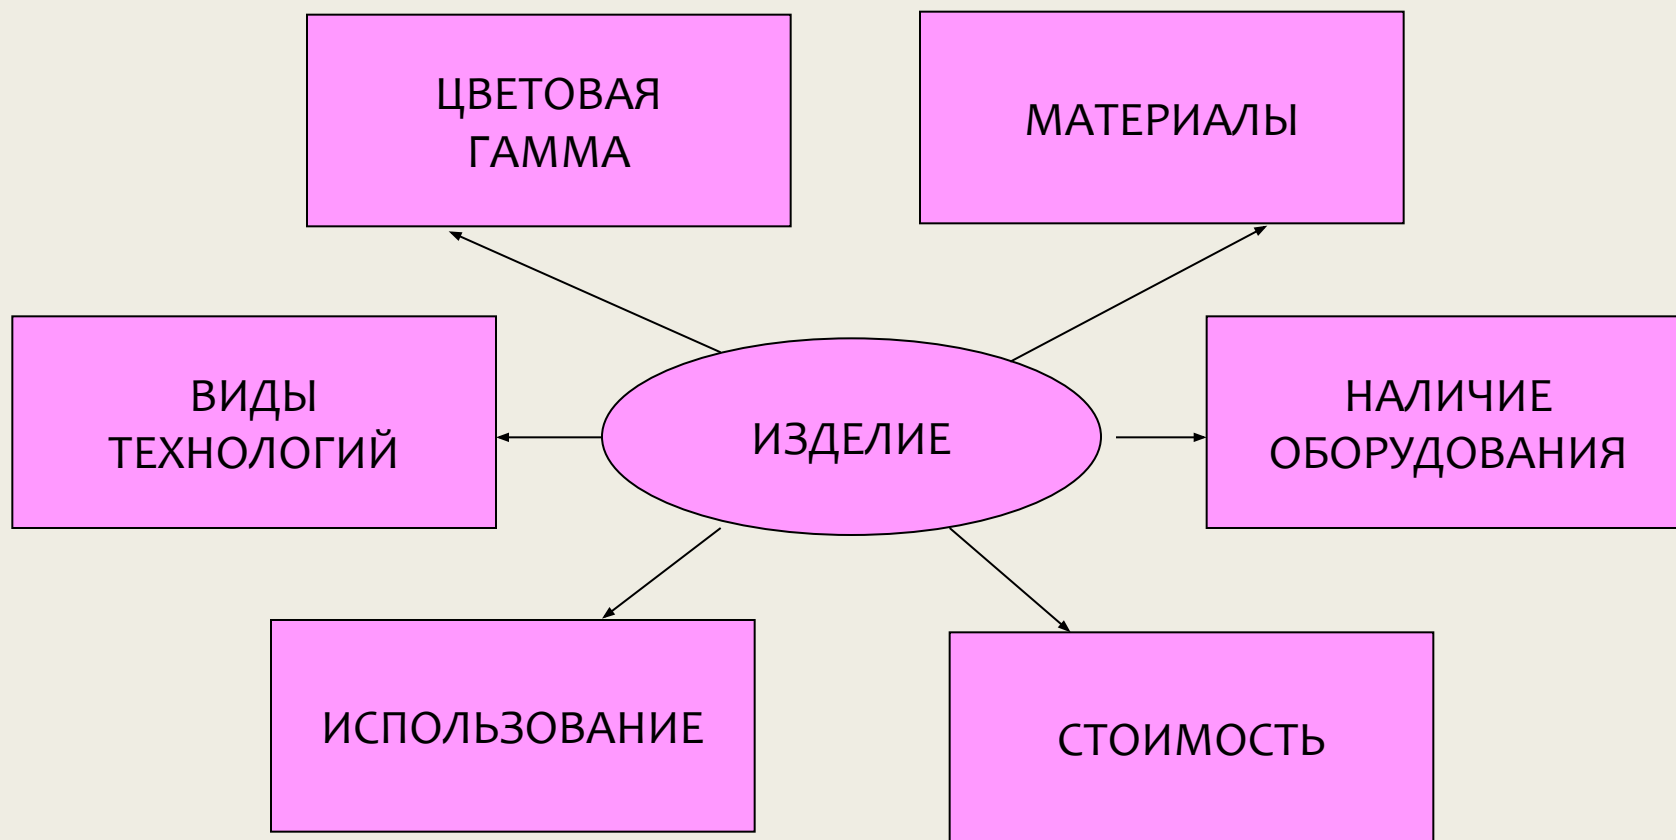 ЦВЕТОВАЯ
ГАММА
МАТЕРИАЛЫ
ВИДЫ
ТЕХНОЛОГИЙ
ИЗДЕЛИЕ
НАЛИЧИЕ
ОБОРУДОВАНИЯ
ИСПОЛЬЗОВАНИЕ
СТОИМОСТЬ